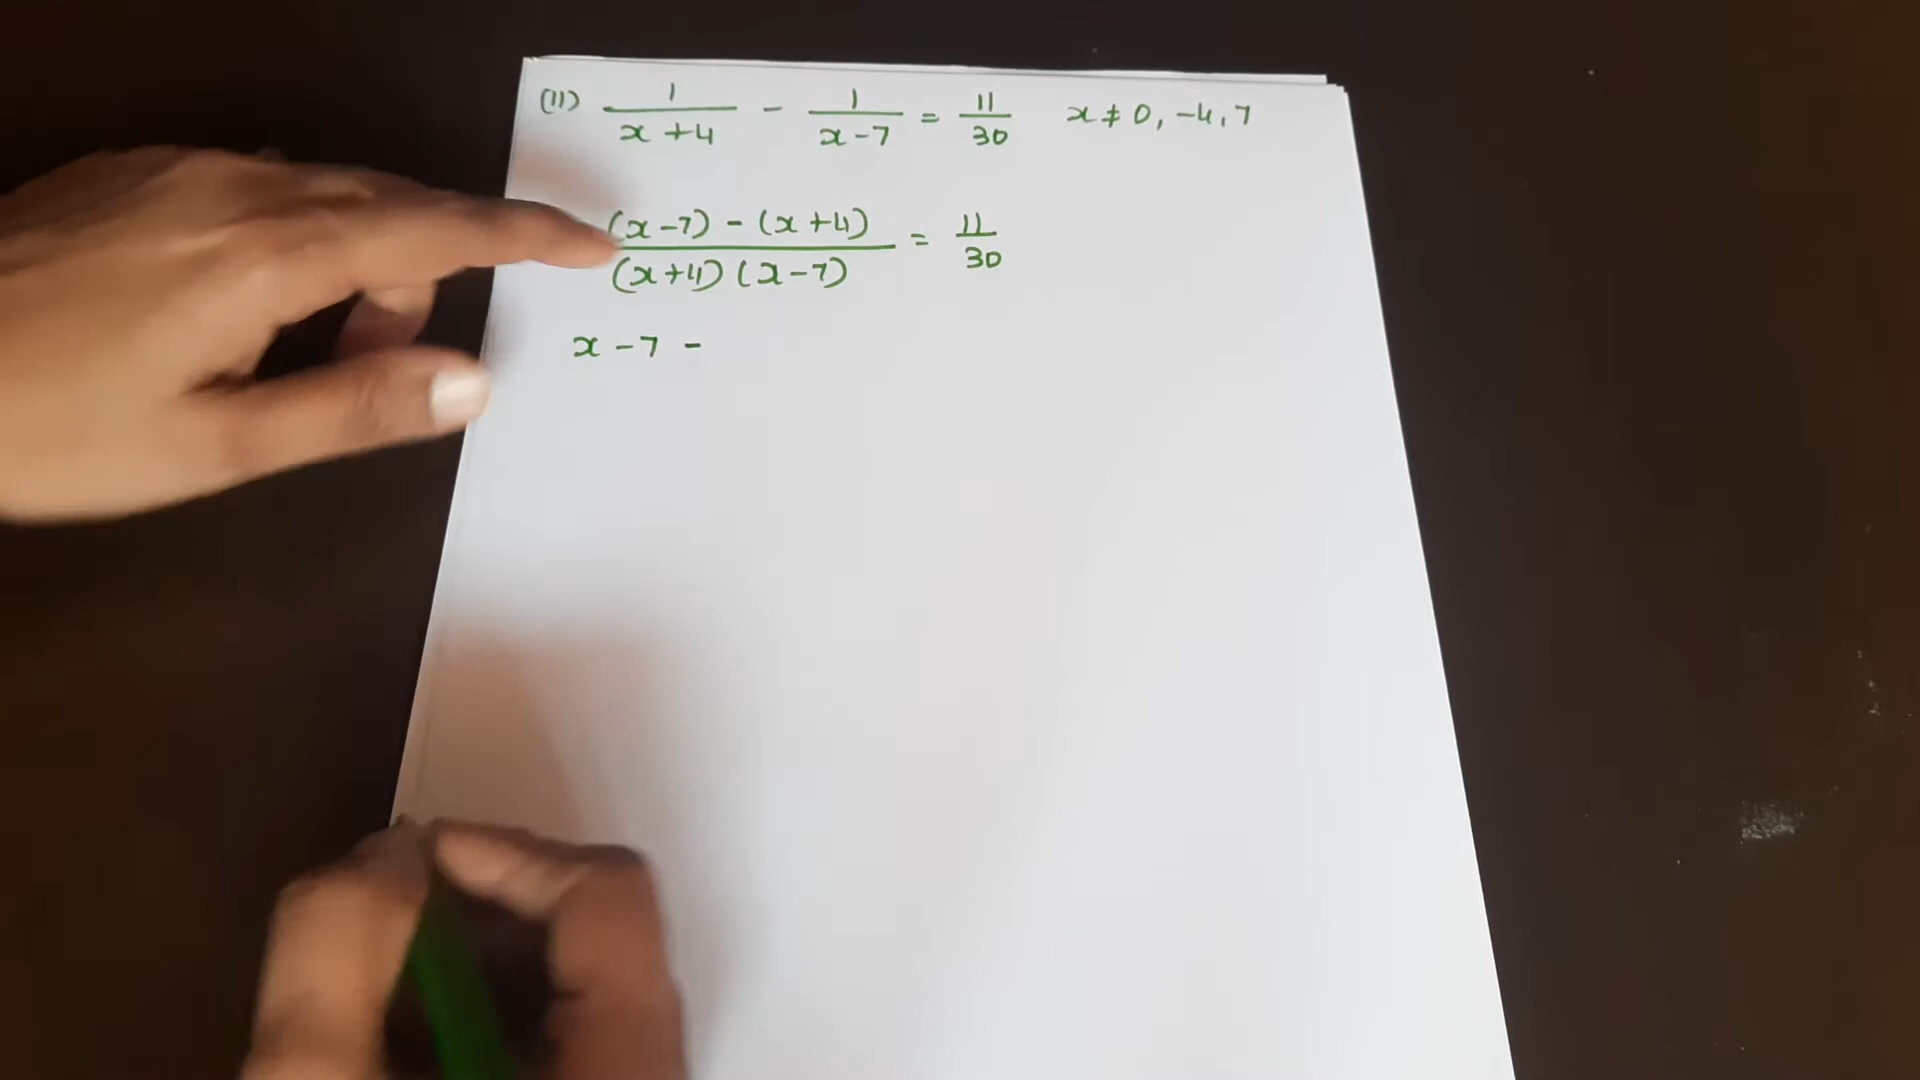 (11) 1/(x+4) - 1/(x-7) = 11/30 x ≠ 0, -4, 7
((x-7) - (x+4))/((x+4)(x-7)) = 11/30
x - 7 -